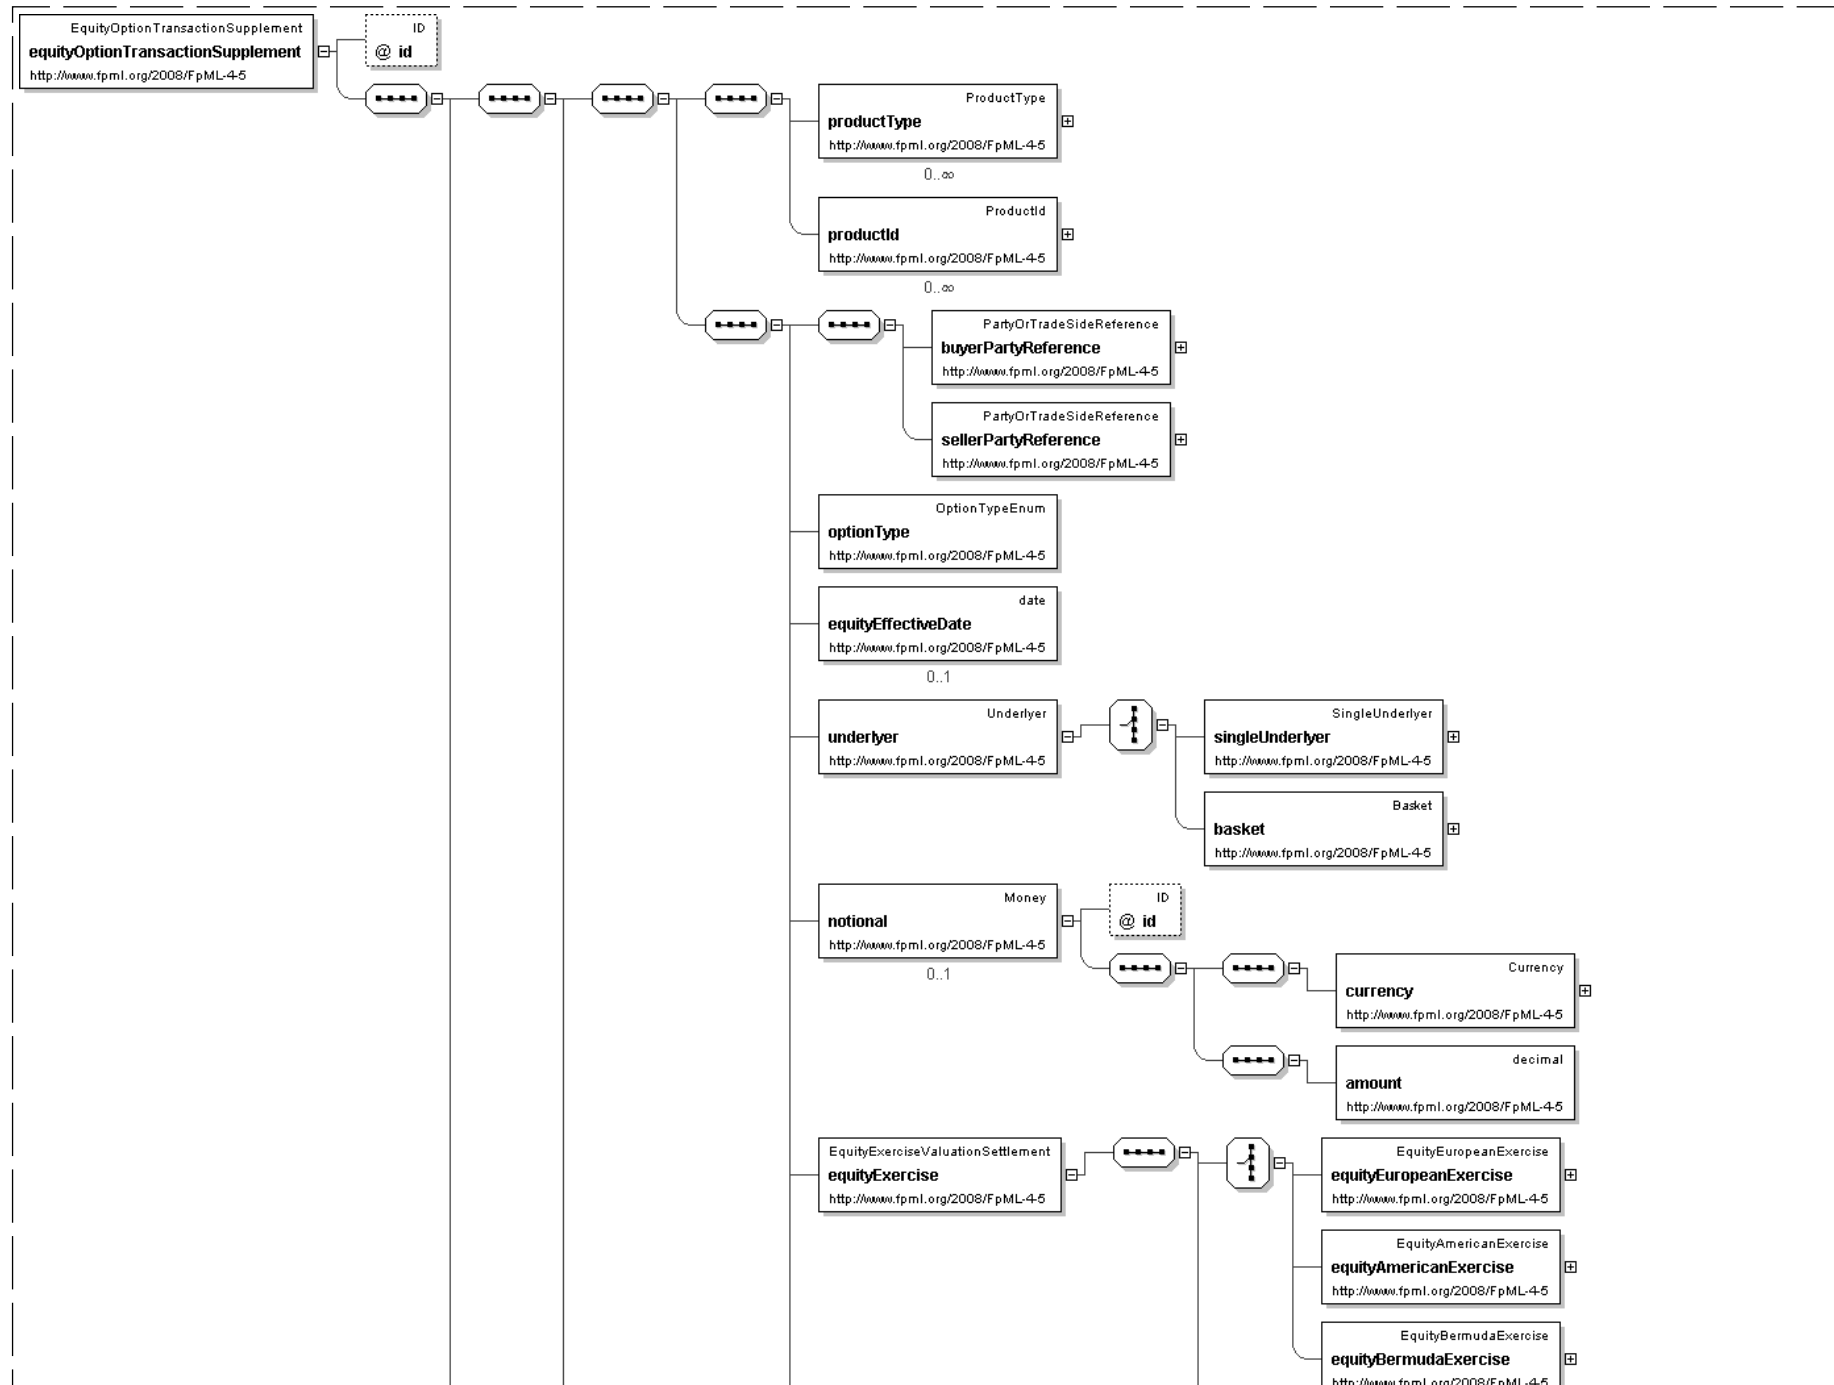 EquityOptionTransactionSupplement
equityOptionTransactionSupplement
http://www.fpml.org/2008/FpML-4-5
ID
@ id
ProductType
productType
http://www.fpml.org/2008/FpML-4-5
0..∞
ProductId
productId
http://www.fpml.org/2008/FpML-4-5
0..∞
PartyOrTradeSideReference
buyerPartyReference
http://www.fpml.org/2008/FpML-4-5
PartyOrTradeSideReference
sellerPartyReference
http://www.fpml.org/2008/FpML-4-5
OptionTypeEnum
optionType
http://www.fpml.org/2008/FpML-4-5
date
equityEffectiveDate
http://www.fpml.org/2008/FpML-4-5
0..1
Underlyer
underlyer
http://www.fpml.org/2008/FpML-4-5
SingleUnderlyer
singleUnderlyer
http://www.fpml.org/2008/FpML-4-5
Basket
basket
http://www.fpml.org/2008/FpML-4-5
Money
notional
http://www.fpml.org/2008/FpML-4-5
0..1
ID
@ id
Currency
currency
http://www.fpml.org/2008/FpML-4-5
decimal
amount
http://www.fpml.org/2008/FpML-4-5
EquityExerciseValuationSettlement
equityExercise
http://www.fpml.org/2008/FpML-4-5
EquityEuropeanExercise
equityEuropeanExercise
http://www.fpml.org/2008/FpML-4-5
EquityAmericanExercise
equityAmericanExercise
http://www.fpml.org/2008/FpML-4-5
EquityBermudaExercise
equityBermudaExercise
http://www.fpml.org/2008/FpML-4-5